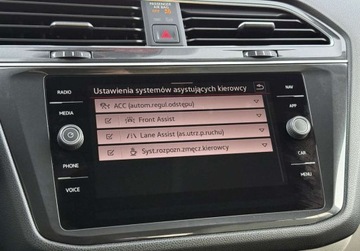 PASSENGER
AIR BAG
RADIO
MEDIA
PHONE
VOICE
Ustawienia systemów asystujących kierowcy
ACC (autom.regul.odstępu)
Front Assist
Lane Assist (as.utrz.p.ruchu)
Syst.rozpozn.zmęcz.kierowcy
NAV
APP
CAR
MENU